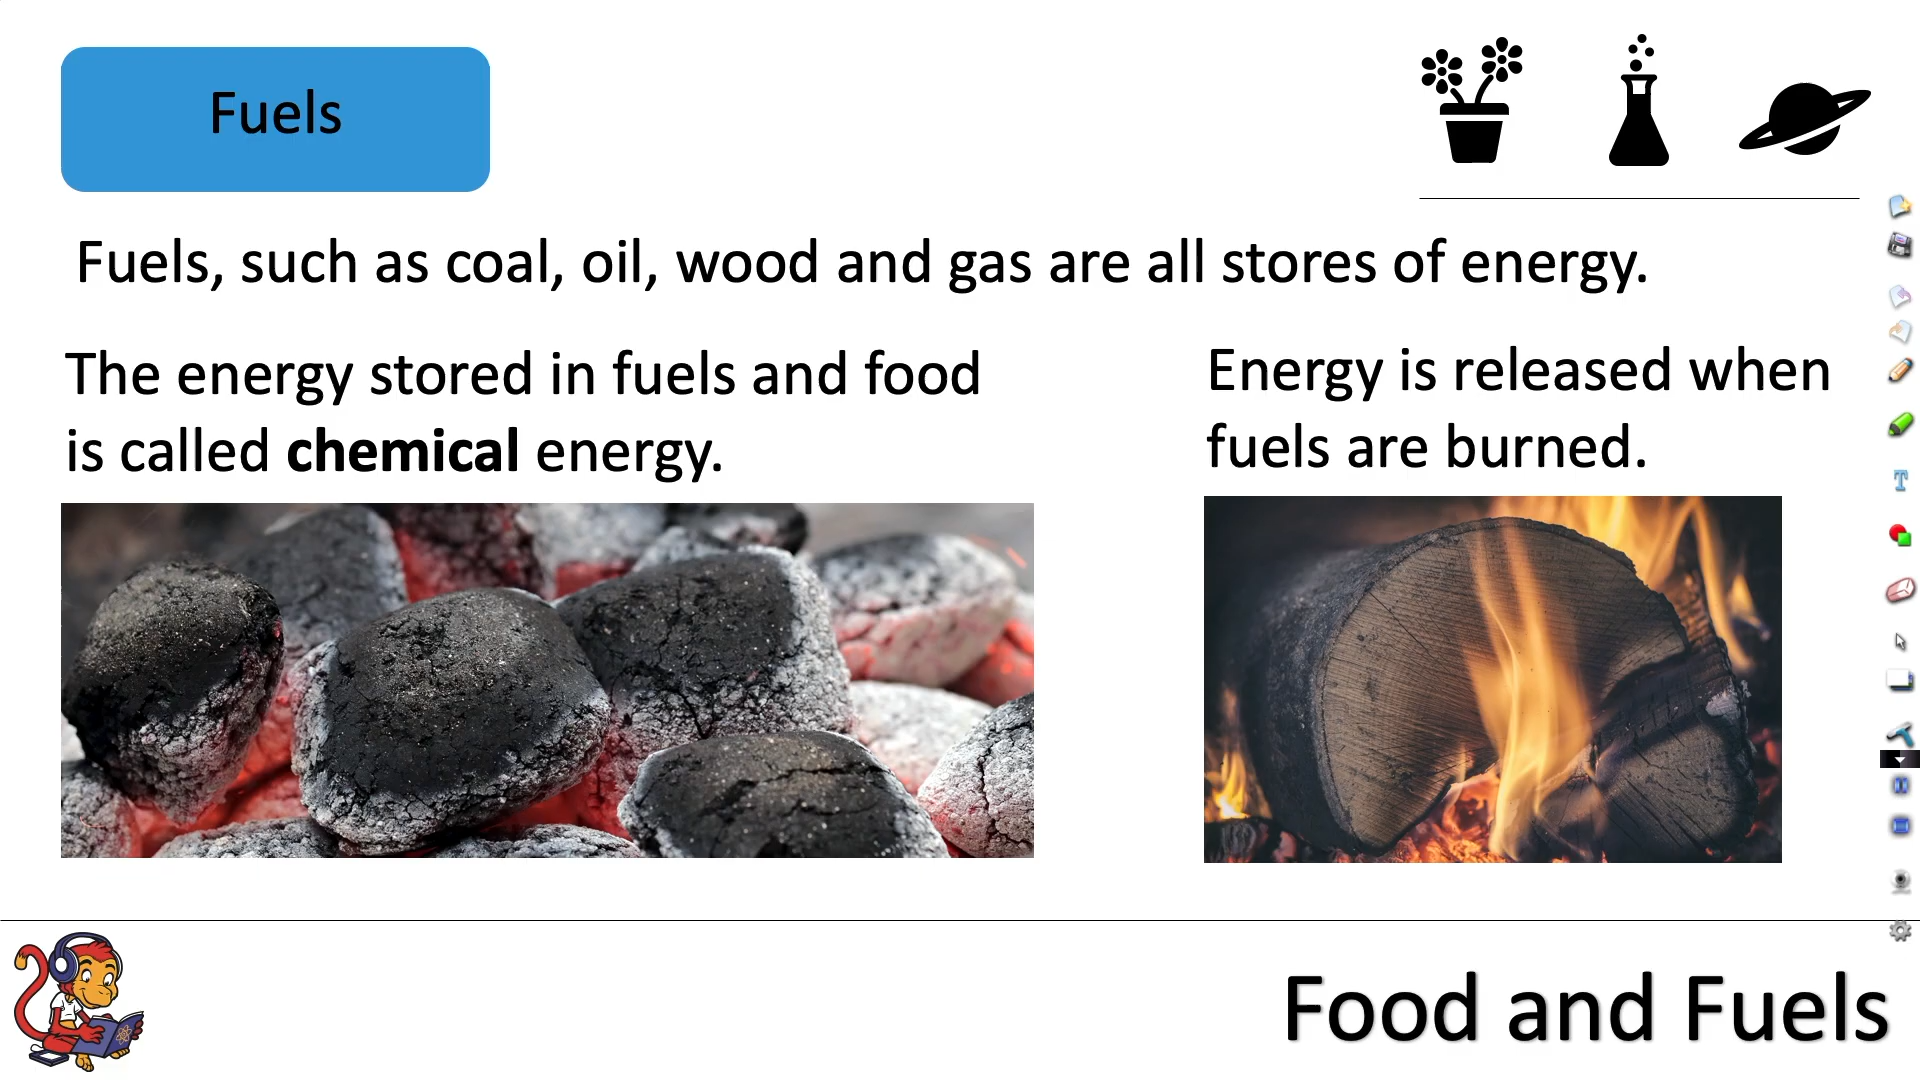 Fuels
Fuels, such as coal, oil, wood and gas are all stores of energy.
The energy stored in fuels and food
is called chemical energy.
Energy is released when
fuels are burned.
Food and Fuels